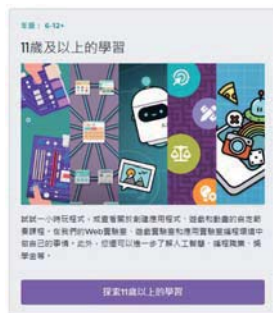 年級：6-12+
11歲及以上的學習
試試一小時玩程式，或查看關於創建應用程式、遊戲和動畫的自定節
奏課程。在我們的Web實驗室、遊戲實驗室和應用實驗室編程環境中
做自己的事情。此外，您還可以進一步了解人工智慧、編程職業、獎
學金等。
探索11歲以上的學習